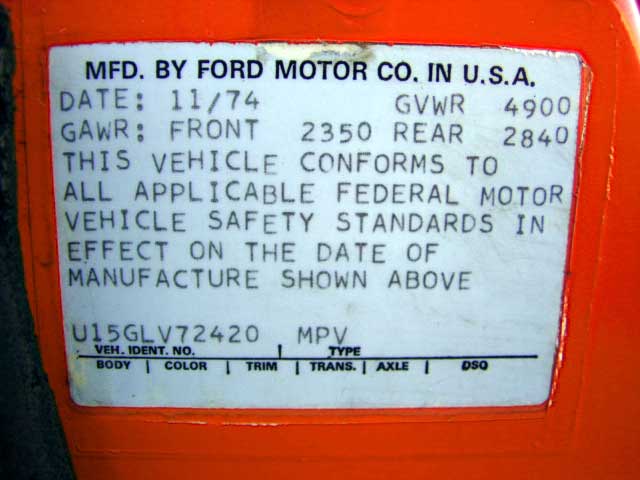 MFD. BY FORD MOTOR CO. IN U.S.A.
DATE: 11/74 GVWR 4900
GAWR: FRONT 2350 REAR 2840
THIS VEHICLE CONFORMS TO
ALL APPLICABLE FEDERAL MOTOR
VEHICLE SAFETY STANDARDS IN
EFFECT ON THE DATE OF
MANUFACTURE SHOWN ABOVE
U15GLV72420 MPV
VEH. IDENT. NO. | TYPE
BODY | COLOR | TRIM | TRANS. | AXLE | DSO